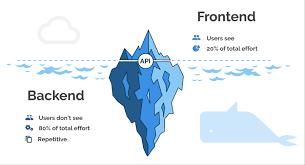 Frontend
Users see
20% of total effort
API
Backend
Users don't see
80% of total effort
Repetitive